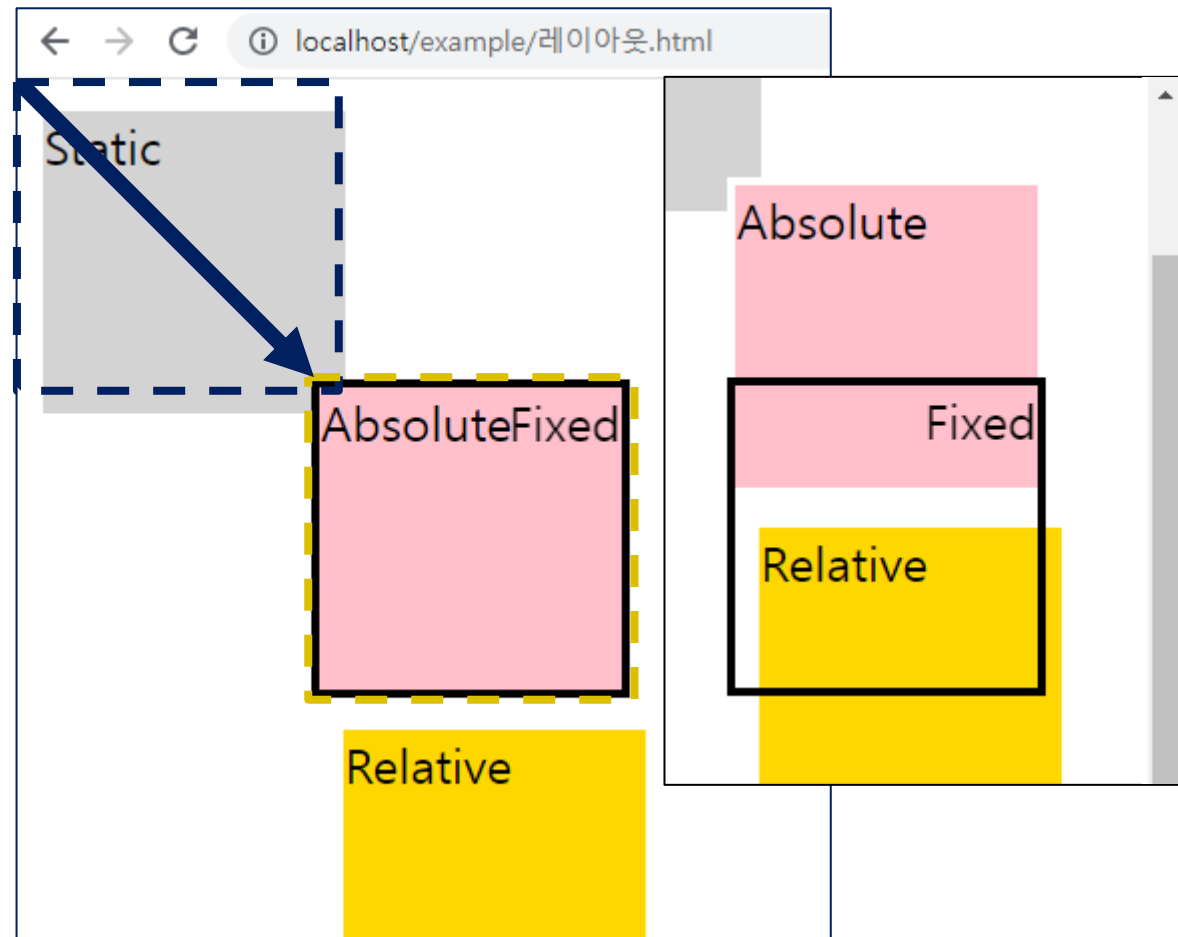 localhost/example/레이아웃.html
Static
AbsoluteFixed
Relative
Absolute
Fixed
Relative